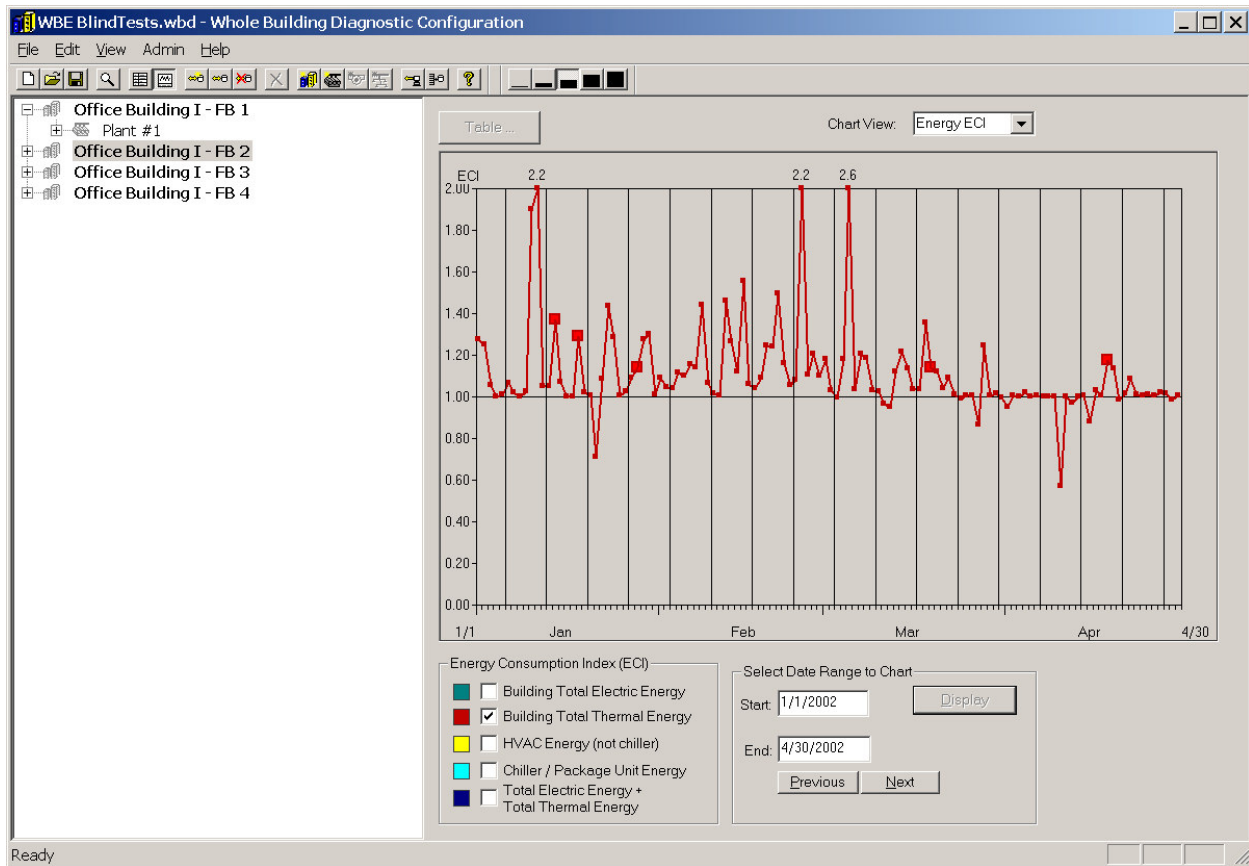 WBE BlindTests.wbd - Whole Building Diagnostic Configuration
File Edit View Admin Help
Office Building I - FB 1
Plant #1
Office Building I - FB 2
Office Building I - FB 3
Office Building I - FB 4
Table ...
Chart View: Energy ECI
ECI 2.2 2.2 2.6
2.00
1.80
1.60
1.40
1.20
1.00
0.80
0.60
0.40
0.20
0.00
1/1 Jan Feb Mar Apr 4/30
Energy Consumption Index (ECI)
Building Total Electric Energy
Building Total Thermal Energy
HVAC Energy (not chiller)
Chiller / Package Unit Energy
Total Electric Energy +
Total Thermal Energy
Select Date Range to Chart
Start: 1/1/2002 Display
End: 4/30/2002
Previous Next
Ready